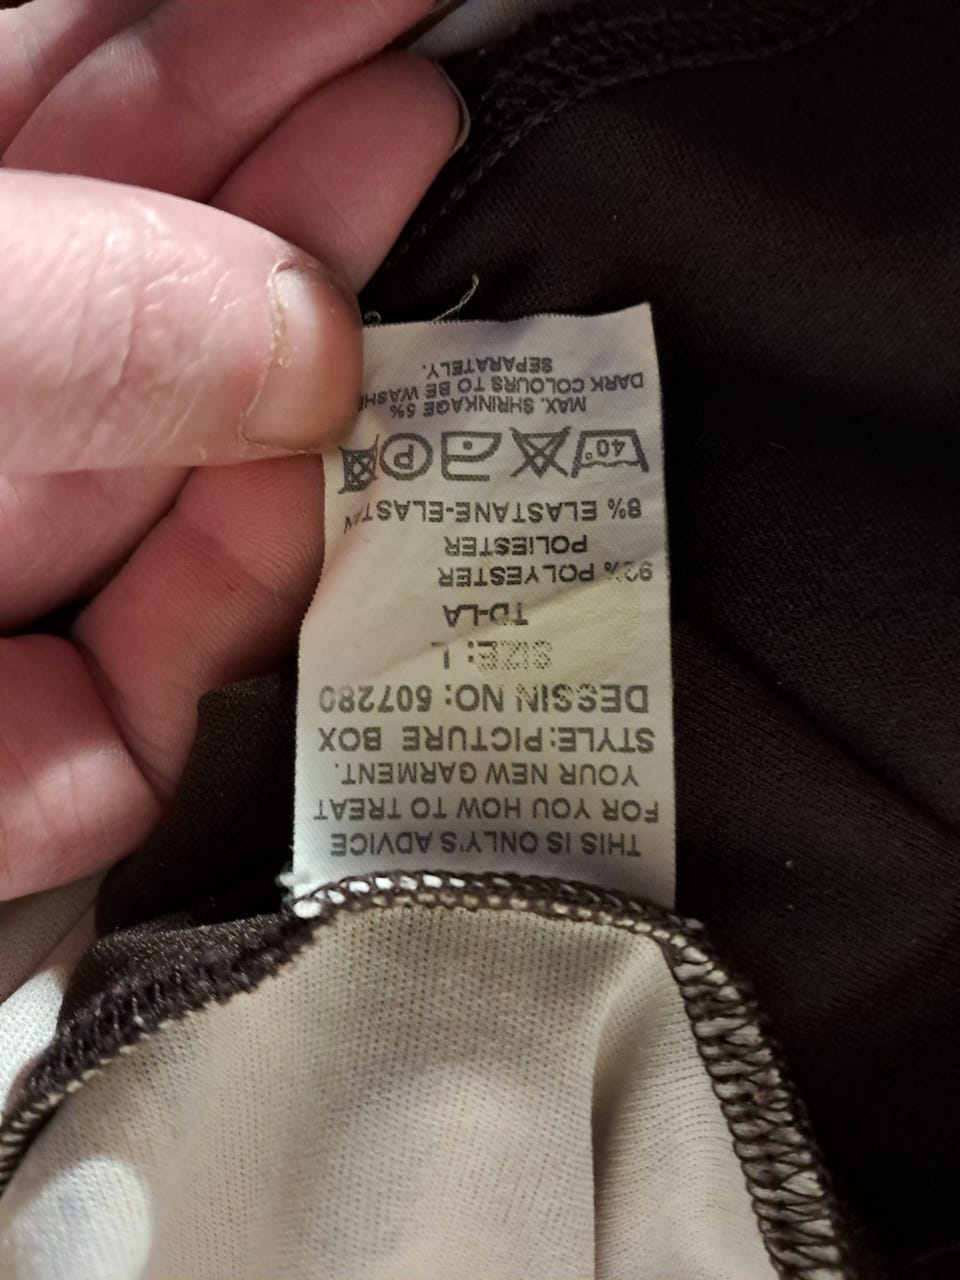 THIS IS ONLY'S ADVICE
FOR YOU HOW TO TREAT
YOUR NEW GARMENT.
STYLE:PICTURE BOX
DESSIN NO: 607280
SIZE: L
TD-LA
92% POLYESTER
POLIESTER
8% ELASTANE-ELASTAN
40°
P
MAX. SHRINKAGE 5%
DARK COLOURS TO BE WASH
SEPARATELY.